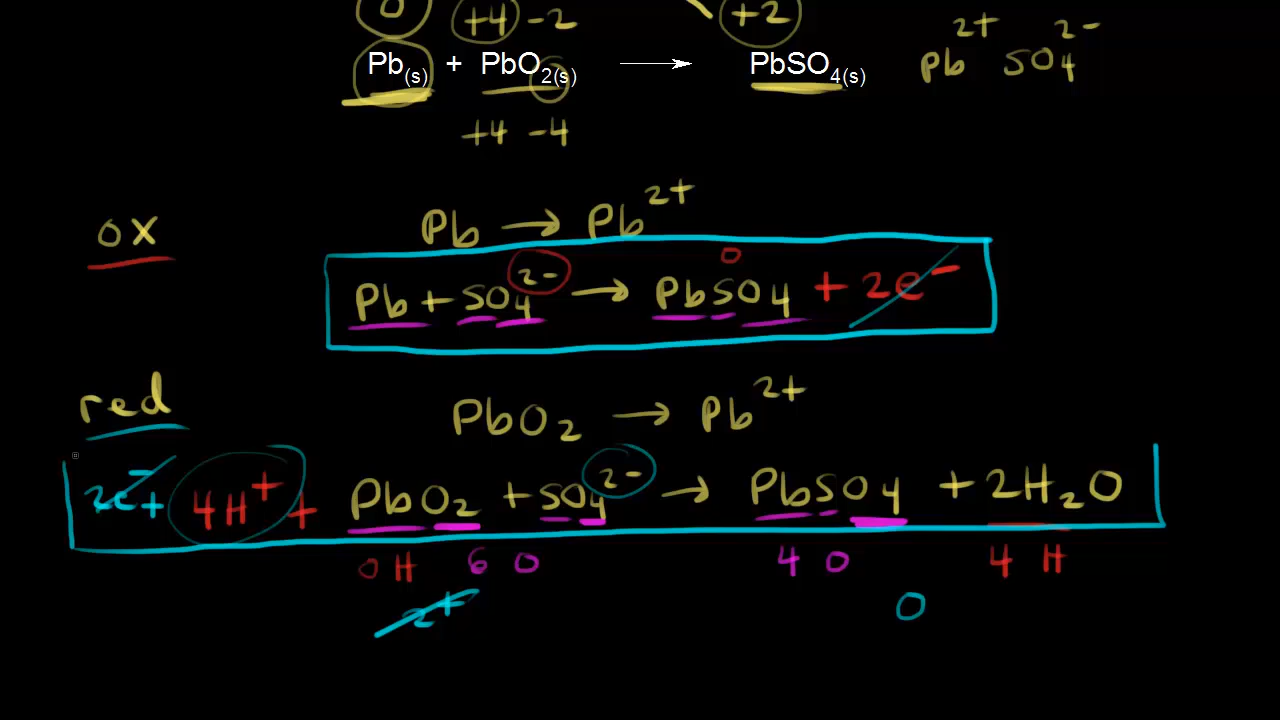 0 +4 -2 +2
Pb(s) + PbO2(s) ⟶ PbSO4(s) Pb²⁺ SO₄²⁻
+4 -4
ox Pb → Pb²⁺
Pb + SO₄²⁻ → PbSO₄ + 2e⁻
0
red PbO₂ → Pb²⁺
2e⁻ + 4H⁺ + PbO₂ + SO₄²⁻ → PbSO₄ + 2H₂O
0 H 6 O 4 O 4 H
2+ 0